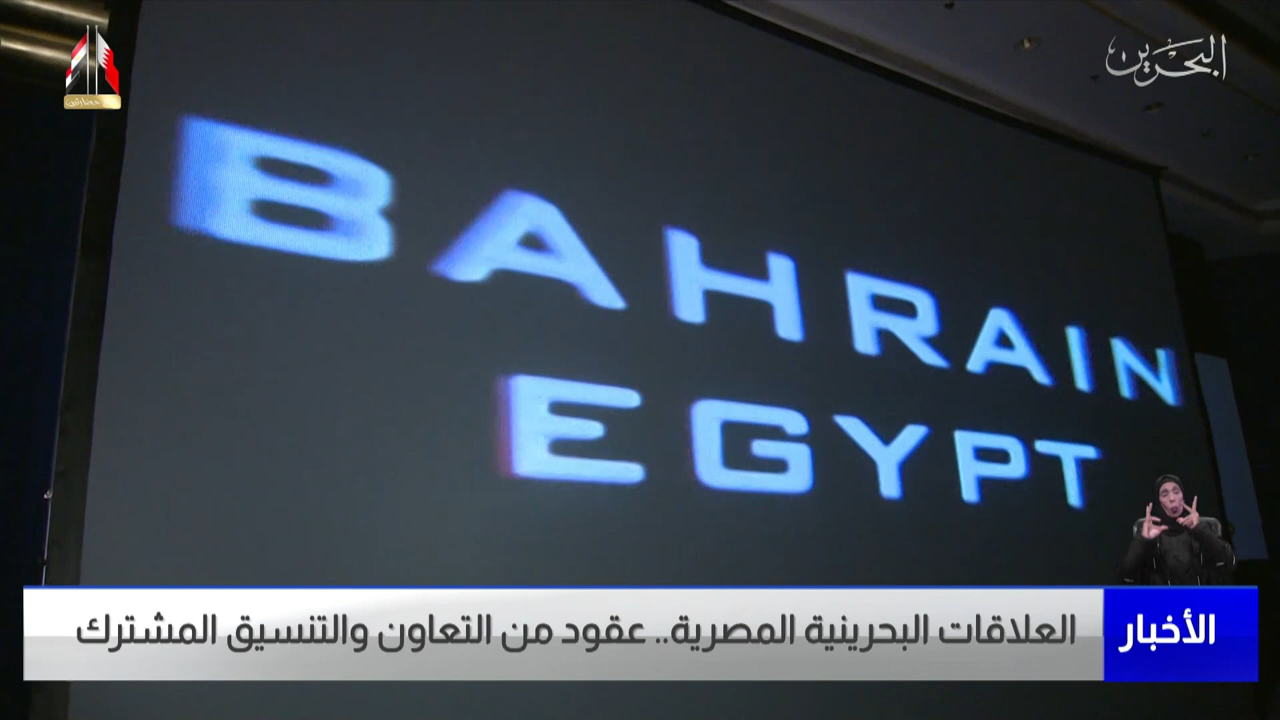 البحرين
BAHRAIN
EGYPT
الأخبار
العلاقات البحرينية المصرية.. عقود من التعاون والتنسيق المشترك